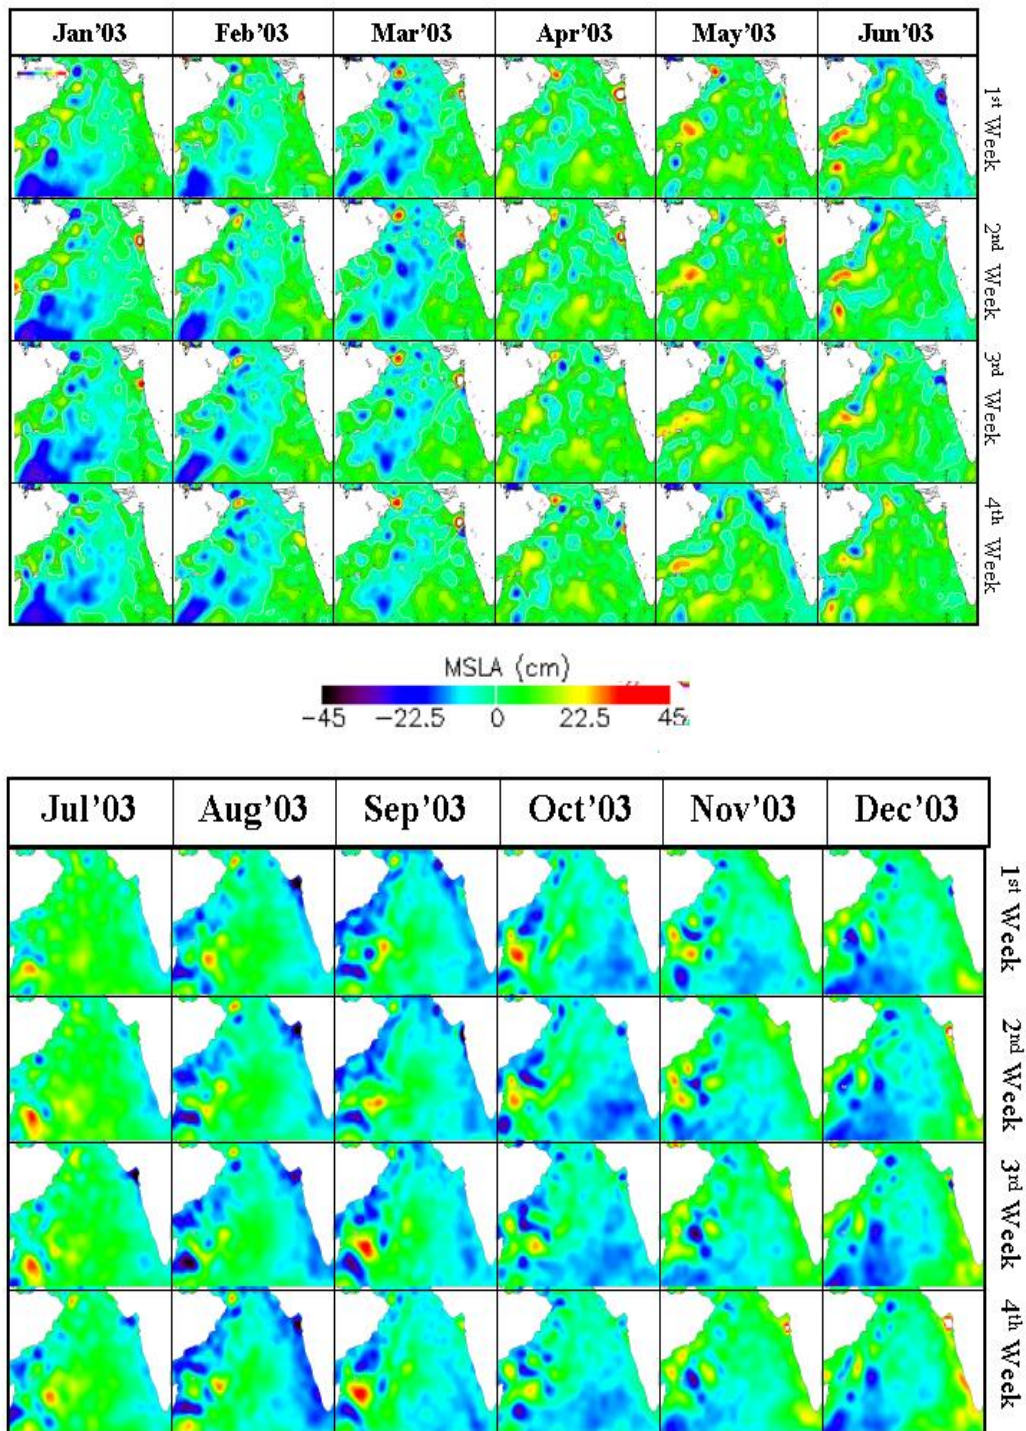 Jan’03 Feb’03 Mar’03 Apr’03 May’03 Jun’03
1st Week
2nd Week
3rd Week
4th Week
MSLA (cm)
-45 -22.5 0 22.5 45
Jul’03 Aug’03 Sep’03 Oct’03 Nov’03 Dec’03
1st Week
2nd Week
3rd Week
4th Week